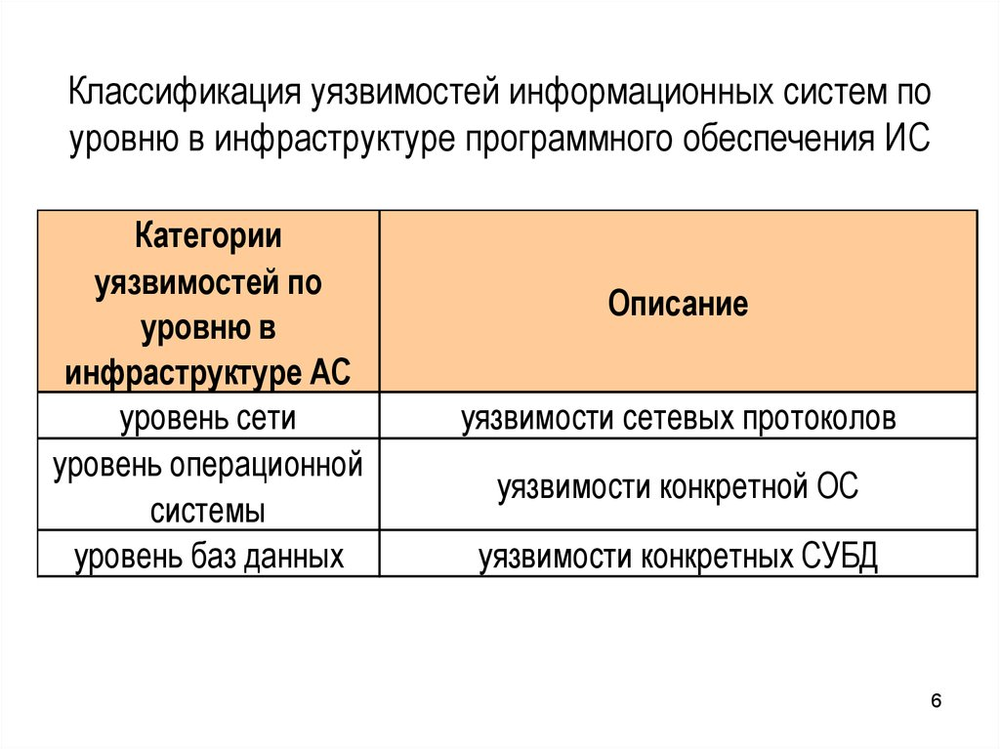 Классификация уязвимостей информационных систем по
уровню в инфраструктуре программного обеспечения ИС
Категории
уязвимостей по
уровню в
инфраструктуре АС
Описание
уровень сети
уязвимости сетевых протоколов
уровень операционной
системы
уязвимости конкретной ОС
уровень баз данных
уязвимости конкретных СУБД
6